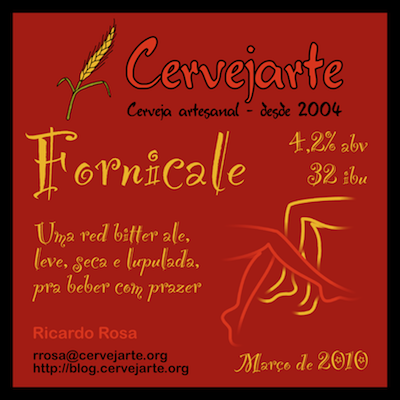 Cervejarte
Cerveja artesanal - desde 2004
Fornicale
4,2% abv
32 ibu
Uma red bitter ale,
leve, seca e lupulada,
pra beber com prazer
Ricardo Rosa
rrosa@cervejarte.org
http://blog.cervejarte.org
Março de 2010